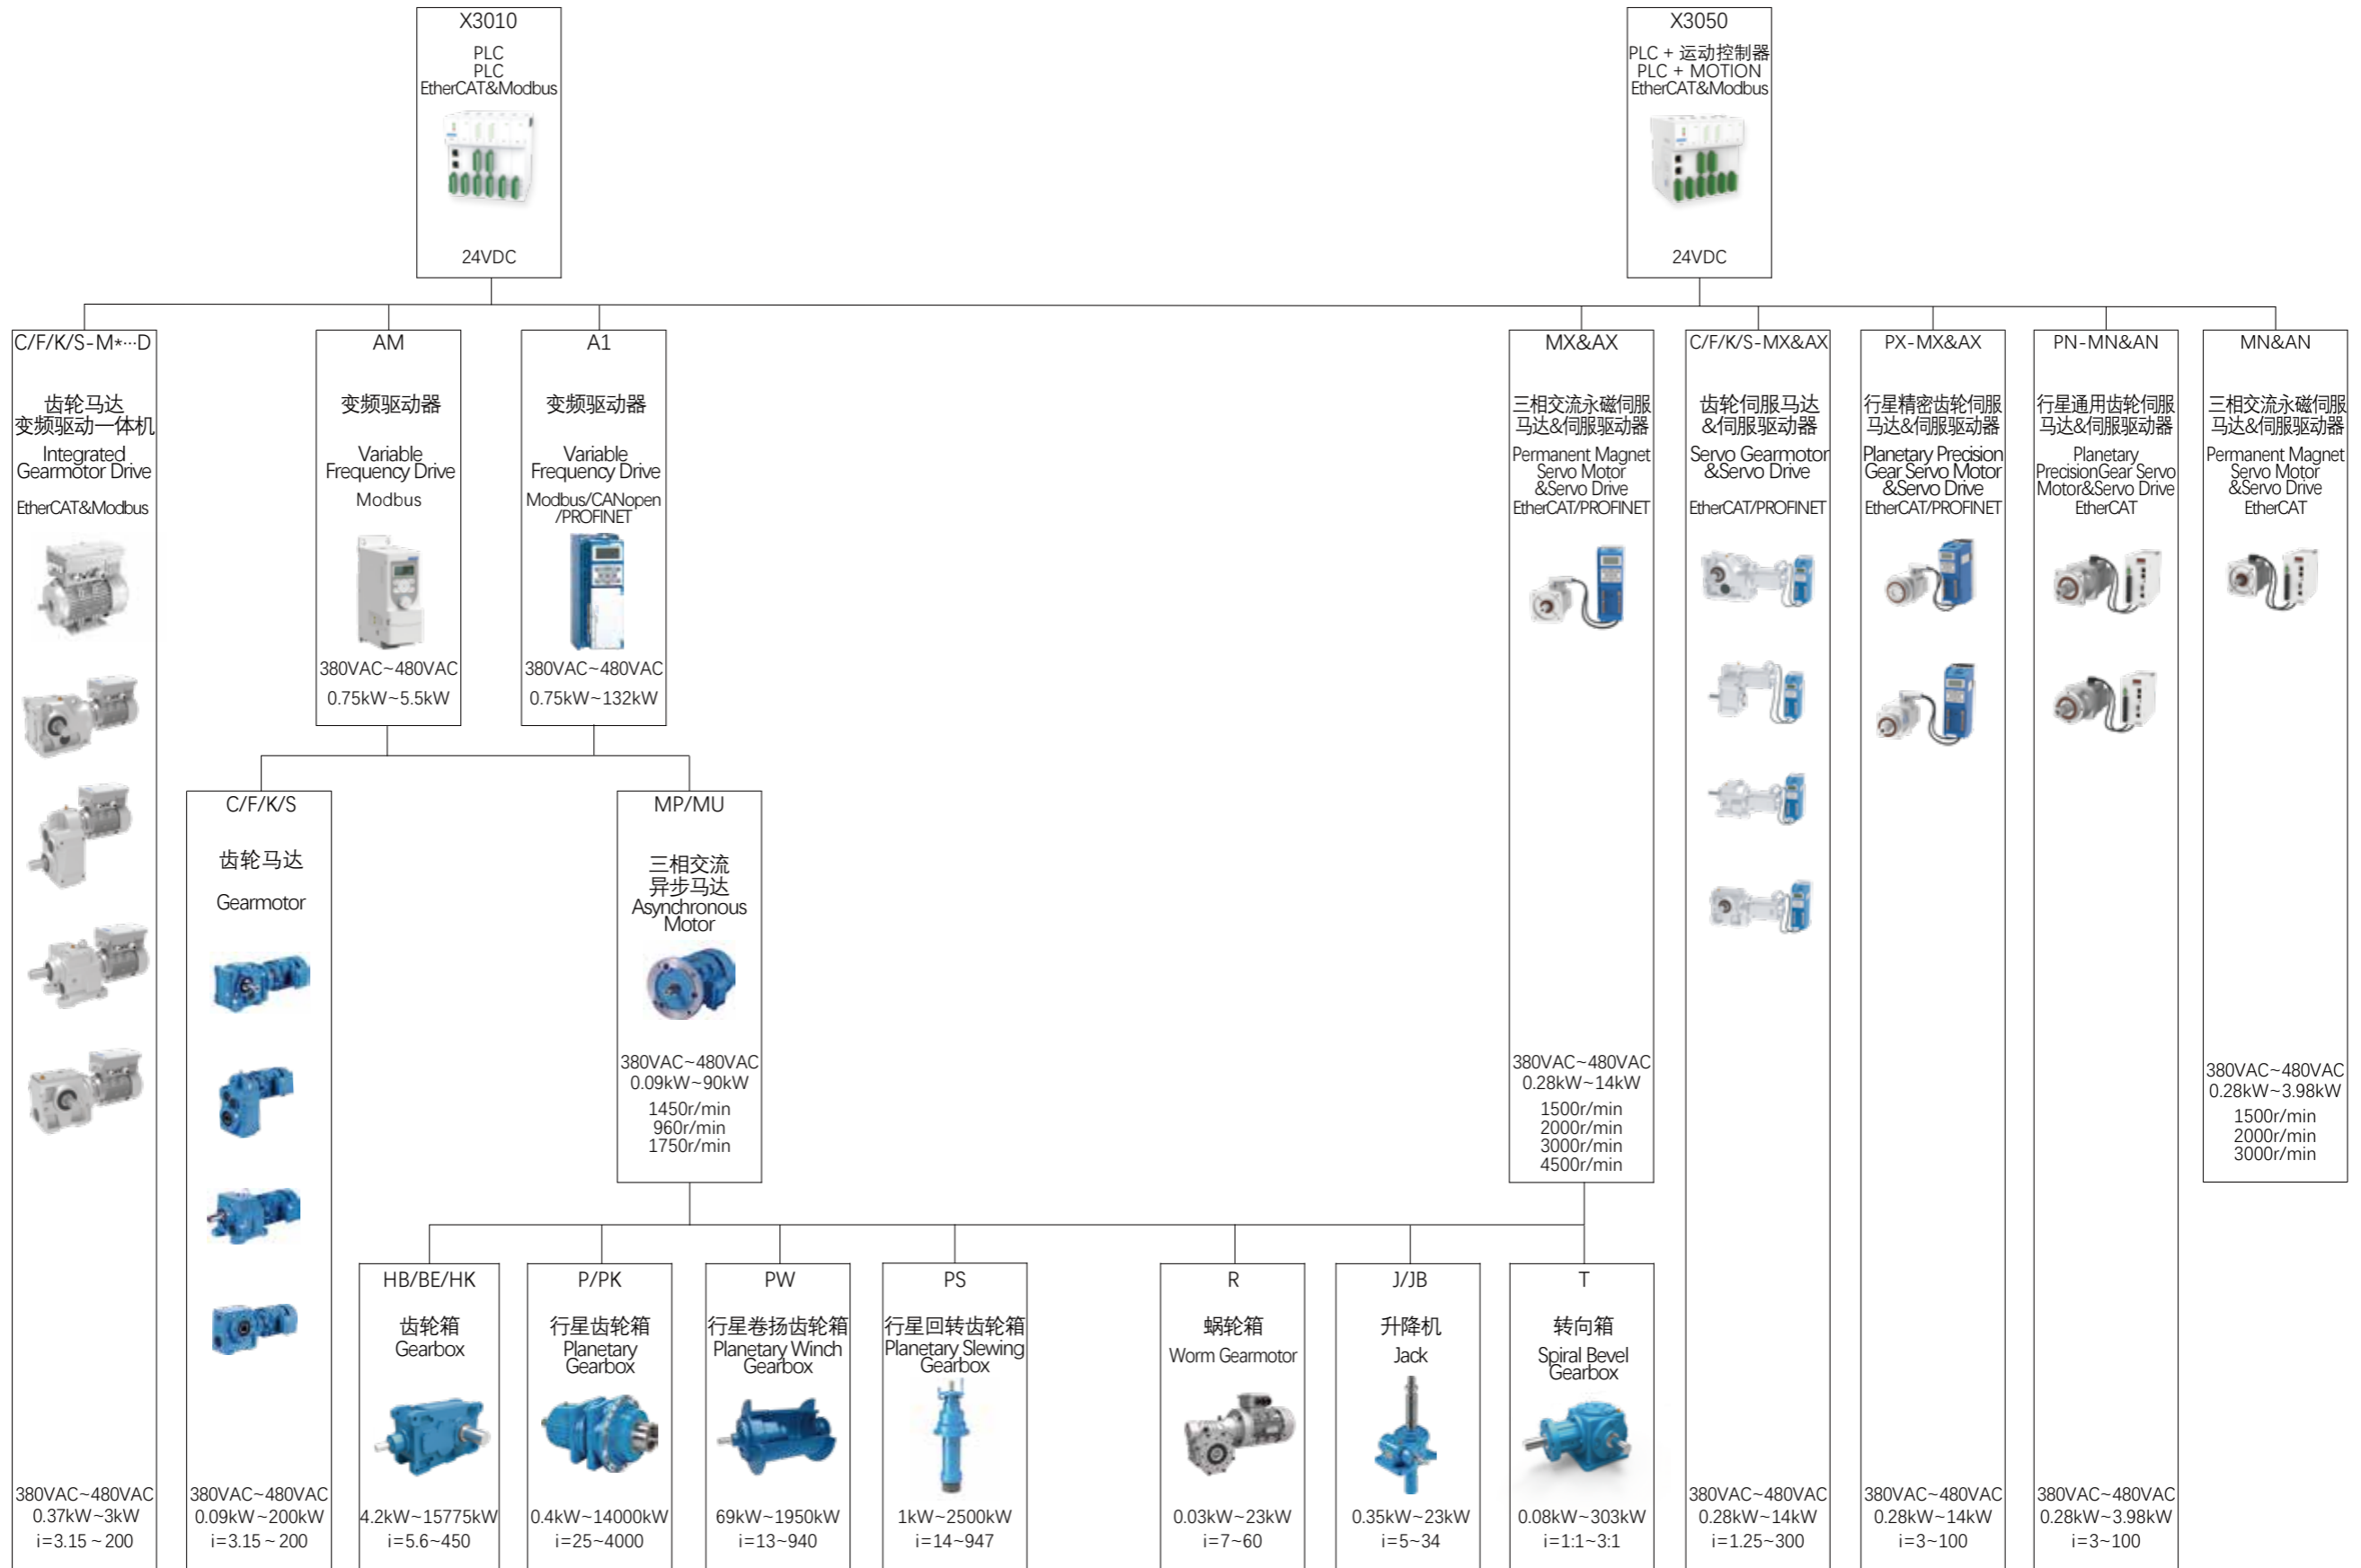 X3010
PLC
PLC
EtherCAT&Modbus
24VDC
X3050
PLC + 运动控制器
PLC + MOTION
EtherCAT&Modbus
24VDC
C/F/K/S-M*···D
齿轮马达
变频驱动一体机
Integrated
Gearmotor Drive
EtherCAT&Modbus
380VAC~480VAC
0.37kW~3kW
i=3.15 ~ 200
AM
变频驱动器
Variable
Frequency Drive
Modbus
380VAC~480VAC
0.75kW~5.5kW
A1
变频驱动器
Variable
Frequency Drive
Modbus/CANopen
/PROFINET
380VAC~480VAC
0.75kW~132kW
MX&AX
三相交流永磁伺服
马达&伺服驱动器
Permanent Magnet
Servo Motor
&Servo Drive
EtherCAT/PROFINET
380VAC~480VAC
0.28kW~14kW
1500r/min
2000r/min
3000r/min
4500r/min
C/F/K/S-MX&AX
齿轮伺服马达
&伺服驱动器
Servo Gearmotor
&Servo Drive
EtherCAT/PROFINET
380VAC~480VAC
0.28kW~14kW
i=1.25~300
PX-MX&AX
行星精密齿轮伺服
马达&伺服驱动器
Planetary Precision
Gear Servo Motor
&Servo Drive
EtherCAT/PROFINET
380VAC~480VAC
0.28kW~14kW
i=3~100
PN-MN&AN
行星通用齿轮伺服
马达&伺服驱动器
Planetary
PrecisionGear Servo
Motor&Servo Drive
EtherCAT
380VAC~480VAC
0.28kW~3.98kW
i=3~100
MN&AN
三相交流永磁伺服
马达&伺服驱动器
Permanent Magnet
Servo Motor
&Servo Drive
EtherCAT
380VAC~480VAC
0.28kW~3.98kW
1500r/min
2000r/min
3000r/min
C/F/K/S
齿轮马达
Gearmotor
380VAC~480VAC
0.09kW~200kW
i=3.15 ~ 200
MP/MU
三相交流
异步马达
Asynchronous
Motor
380VAC~480VAC
0.09kW~90kW
1450r/min
960r/min
1750r/min
HB/BE/HK
齿轮箱
Gearbox
4.2kW~15775kW
i=5.6~450
P/PK
行星齿轮箱
Planetary
Gearbox
0.4kW~14000kW
i=25~4000
PW
行星卷扬齿轮箱
Planetary Winch
Gearbox
69kW~1950kW
i=13~940
PS
行星回转齿轮箱
Planetary Slewing
Gearbox
1kW~2500kW
i=14~947
R
蜗轮箱
Worm Gearmotor
0.03kW~23kW
i=7~60
J/JB
升降机
Jack
0.35kW~23kW
i=5~34
T
转向箱
Spiral Bevel
Gearbox
0.08kW~303kW
i=1:1~3:1